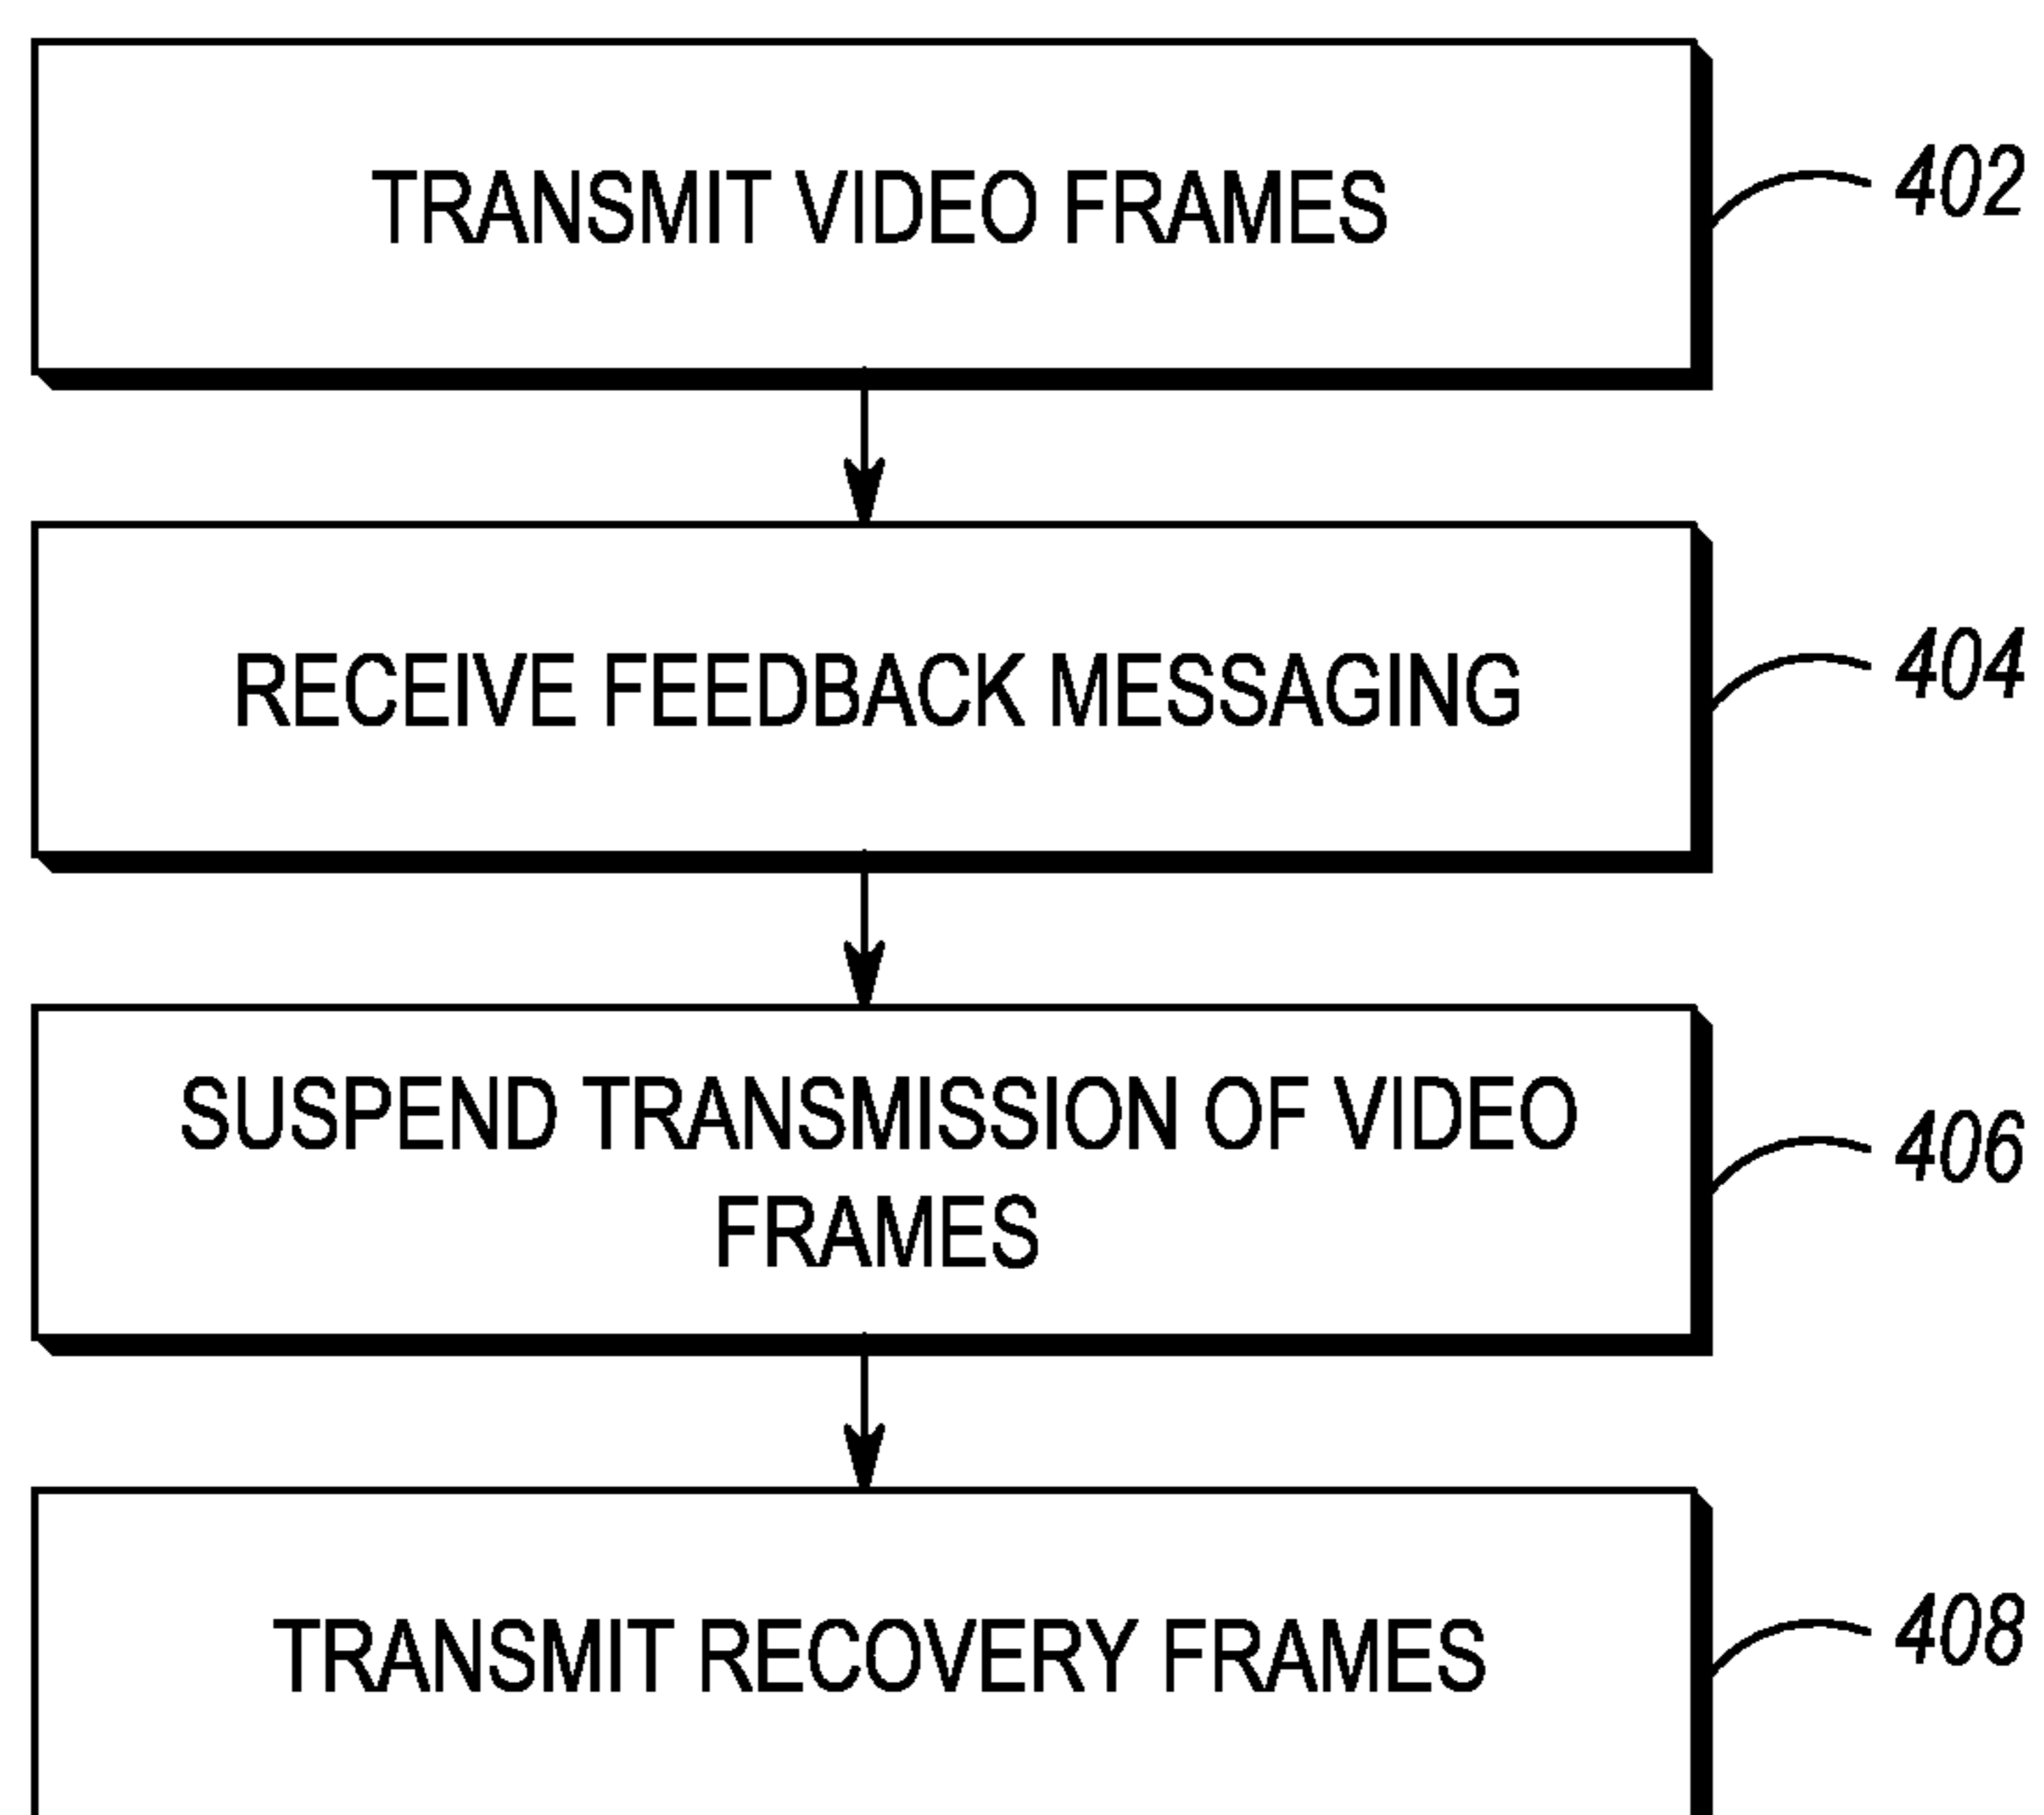 TRANSMIT VIDEO FRAMES
402
RECEIVE FEEDBACK MESSAGING
404
SUSPEND TRANSMISSION OF VIDEO
FRAMES
406
TRANSMIT RECOVERY FRAMES
408